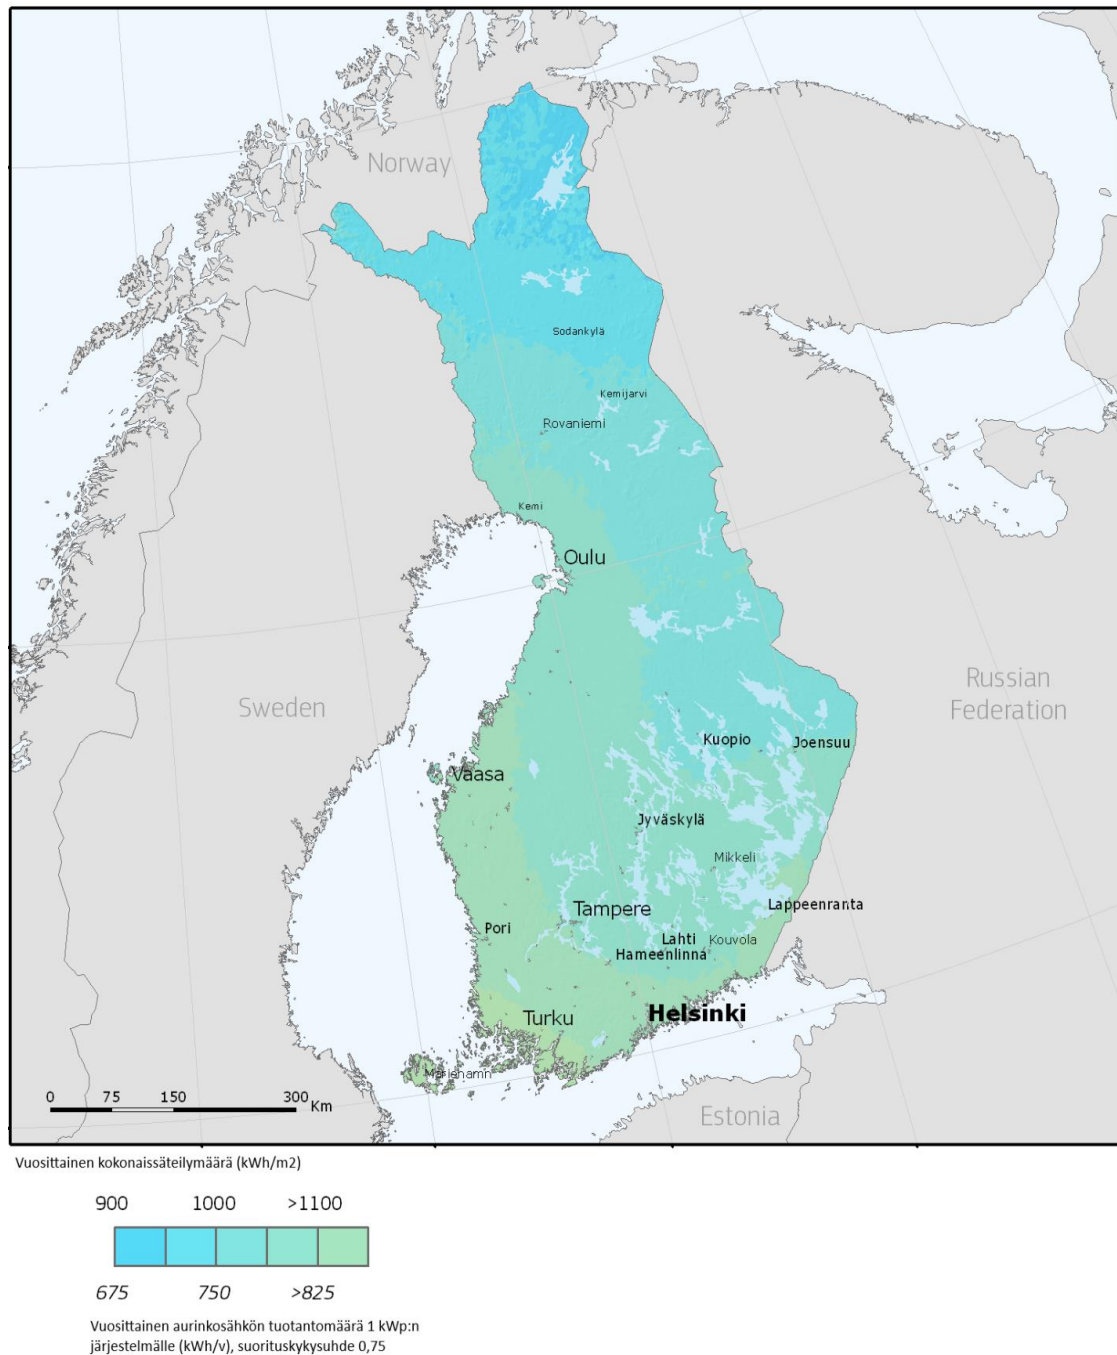 Norway
Sodankylä
Kemijarvi
Rovaniemi
Kemi
Oulu
Russian
Federation
Sweden
Kuopio
Joensuu
Vaasa
Jyväskylä
Mikkeli
Lappeenranta
Tampere
Pori
Lahti
Kouvola
Hameenlinna
Helsinki
Turku
Mariehamn
0 75 150 300 Km
Estonia
Vuosittainen kokonaissäteilymäärä (kWh/m2)
900 1000 >1100
675 750 >825
Vuosittainen aurinkosähkön tuotantomäärä 1 kWp:n
järjestelmälle (kWh/v), suorituskykysuhde 0,75